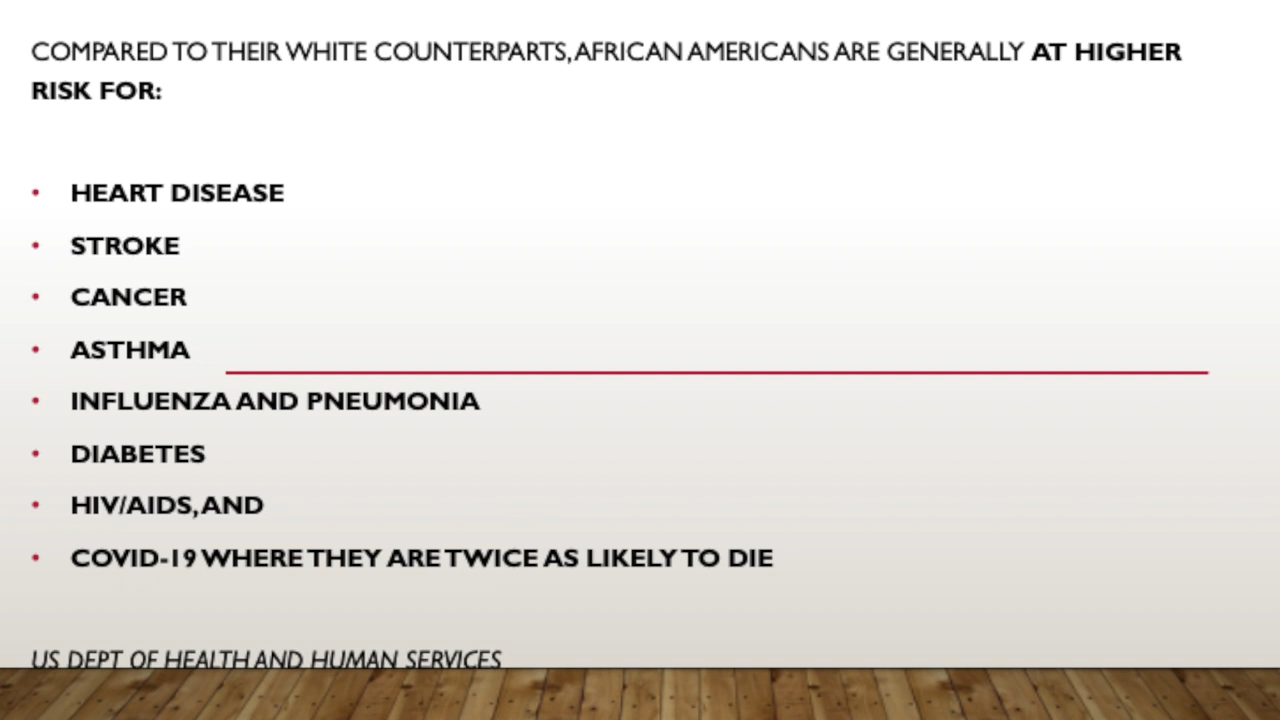 COMPARED TO THEIR WHITE COUNTERPARTS, AFRICAN AMERICANS ARE GENERALLY AT HIGHER
RISK FOR:
• HEART DISEASE
• STROKE
• CANCER
• ASTHMA
• INFLUENZA AND PNEUMONIA
• DIABETES
• HIV/AIDS, AND
• COVID-19 WHERE THEY ARE TWICE AS LIKELY TO DIE
US DEPT OF HEALTH AND HUMAN SERVICES